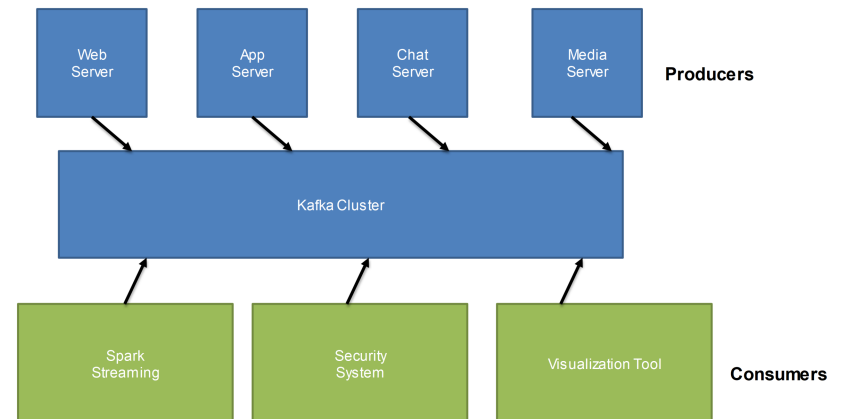 Web
Server
App
Server
Chat
Server
Media
Server
Producers
Kafka Cluster
Spark
Streaming
Security
System
Visualization Tool
Consumers